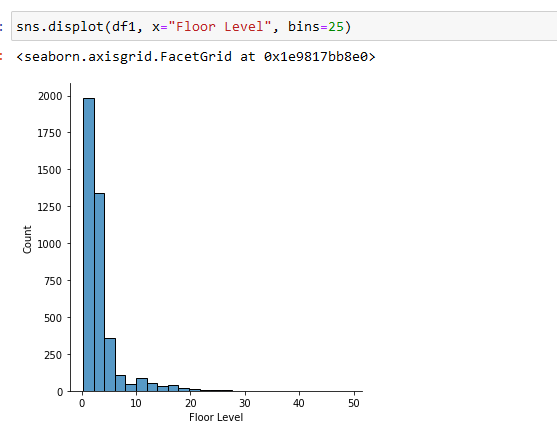 : sns.displot(df1, x="Floor Level", bins=25)
: <seaborn.axisgrid.FacetGrid at 0x1e9817bb8e0>
2000
1750
1500
1250
1000
750
500
250
0
Count
0 10 20 30 40 50
Floor Level